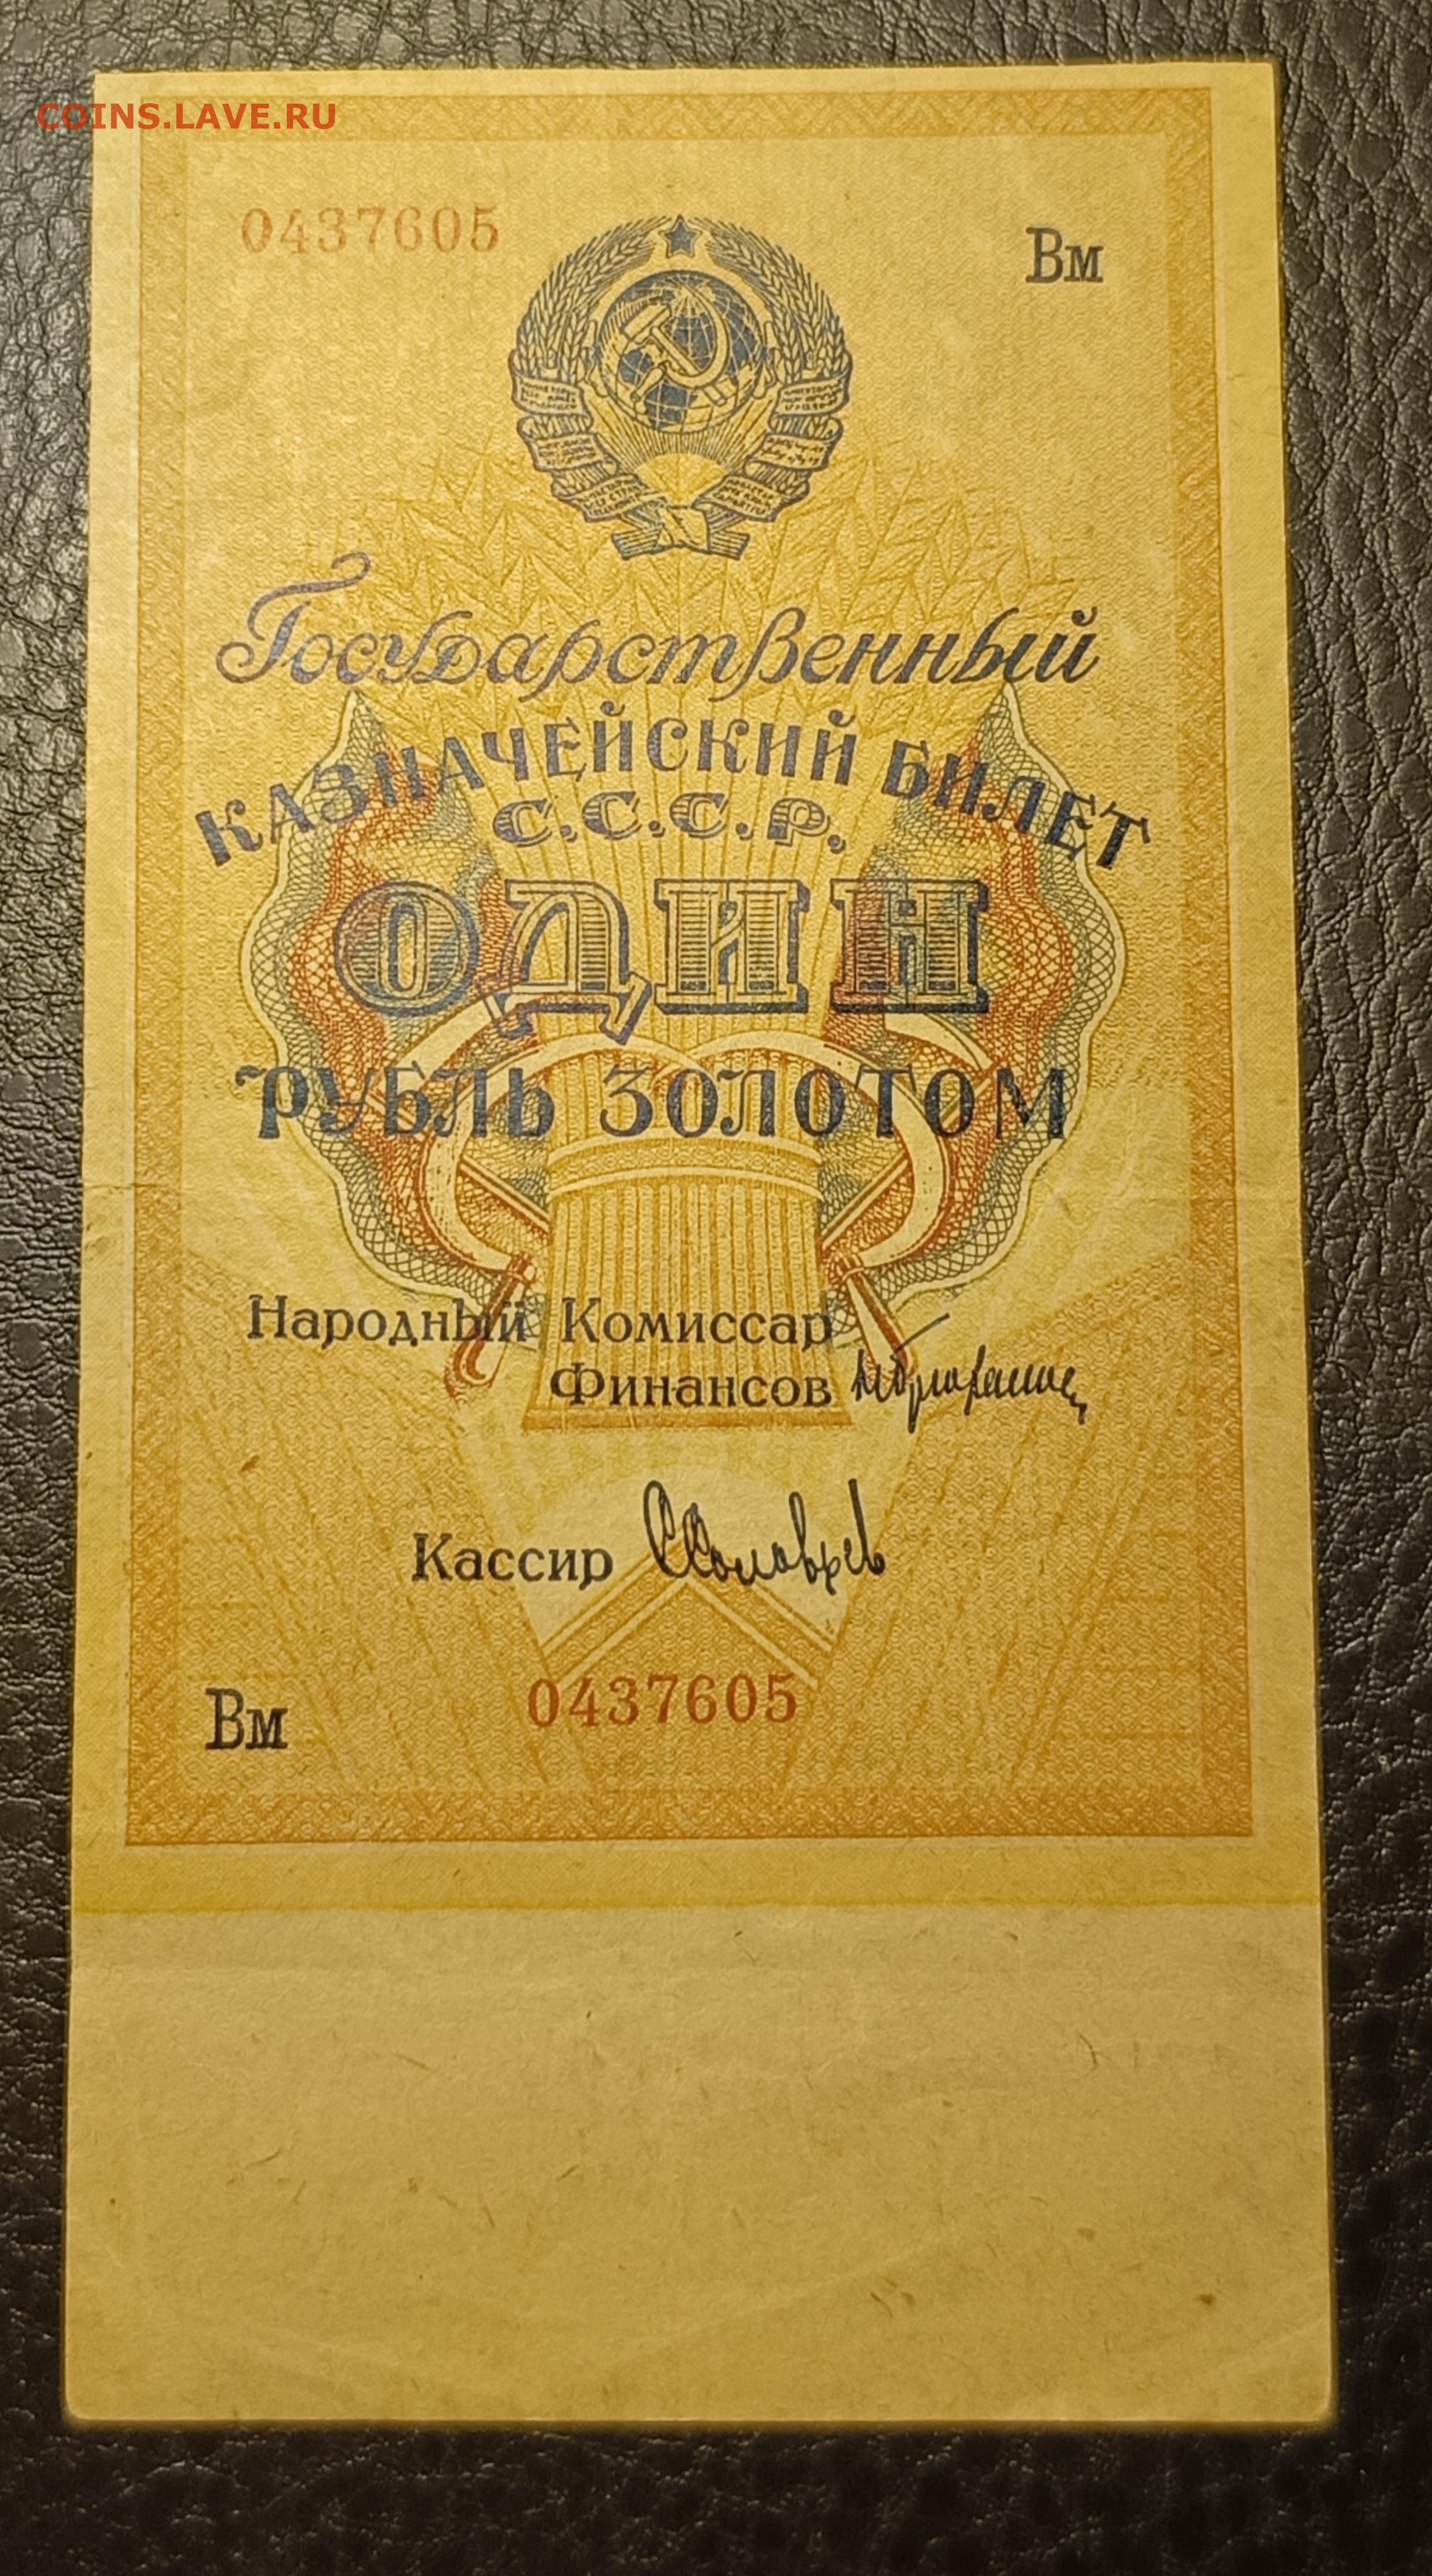 COINS.LAVE.RU
0437605
Вм
Государственный
КАЗНАЧЕЙСКИЙ БИЛЕТ
С.С.С.Р.
ОДИН
РУБЛЬ ЗОЛОТОМ
Народный Комиссар
Финансов
Кассир
Вм
0437605